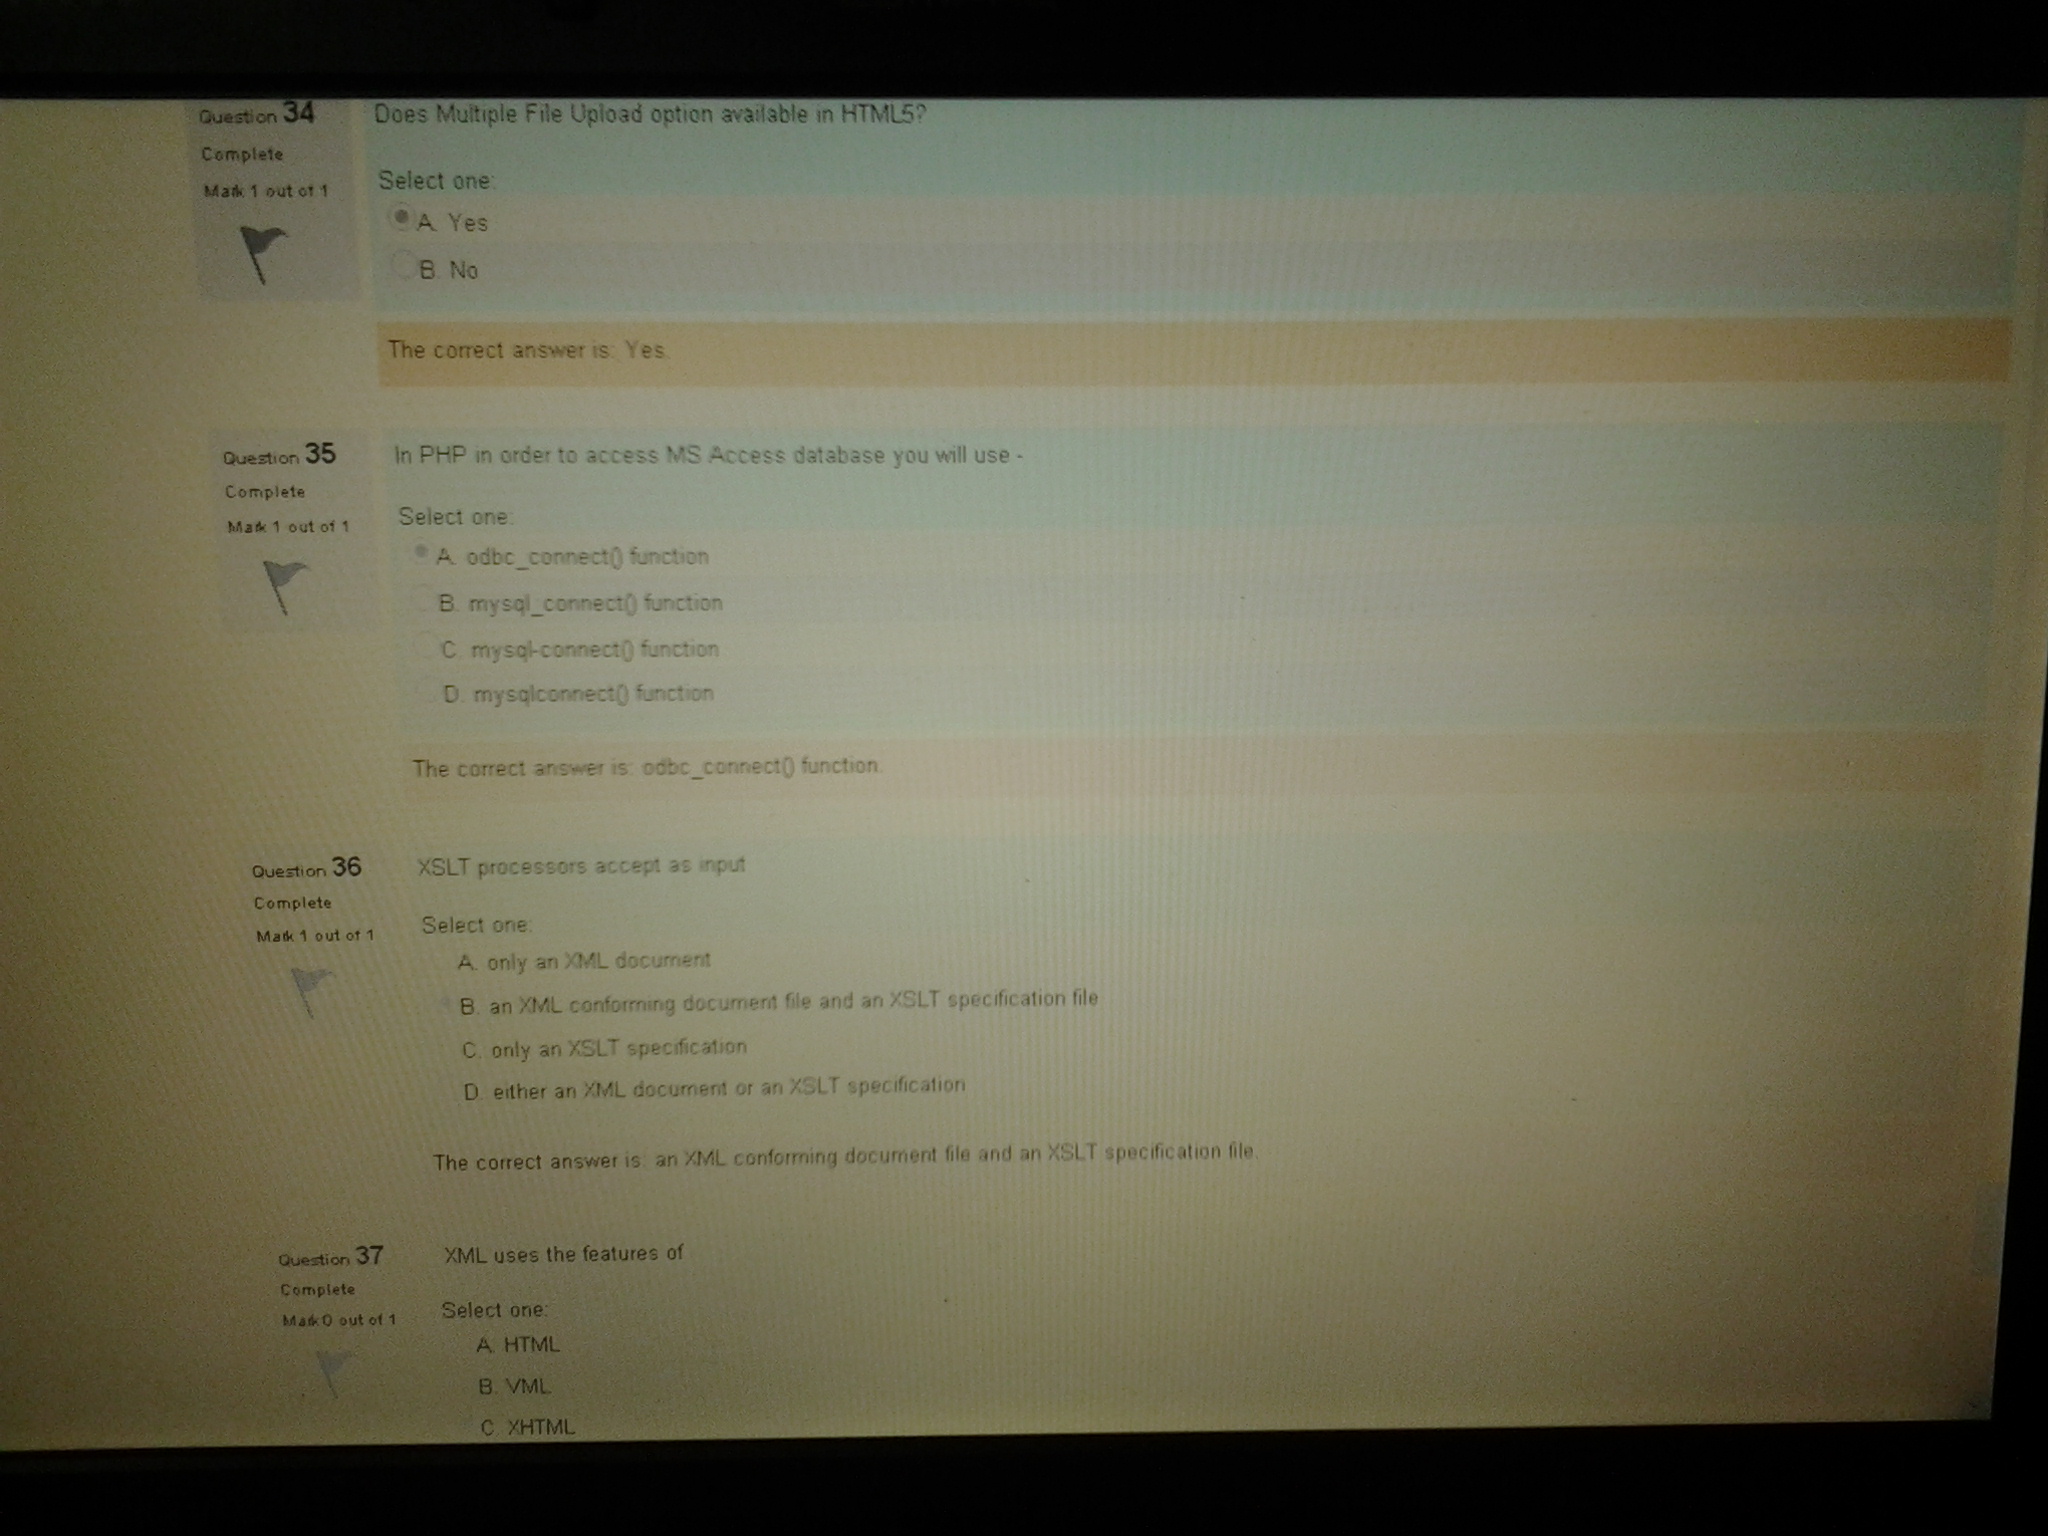 Question 34
Complete
Mark 1 out of 1
Does Multiple File Upload option available in HTML5?
Select one:
A. Yes
B. No
The correct answer is: Yes.
Question 35
Complete
Mark 1 out of 1
In PHP in order to access MS Access database you will use -
Select one:
A. odbc_connect() function
B. mysql_connect() function
C. mysql-connect() function
D. mysqlconnect() function
The correct answer is: odbc_connect() function.
Question 36
Complete
Mark 1 out of 1
XSLT processors accept as input
Select one:
A. only an XML document
B. an XML conforming document file and an XSLT specification file
C. only an XSLT specification
D. either an XML document or an XSLT specification
The correct answer is: an XML conforming document file and an XSLT specification file.
Question 37
Complete
Mark 0 out of 1
XML uses the features of
Select one:
A. HTML
B. VML
C. XHTML